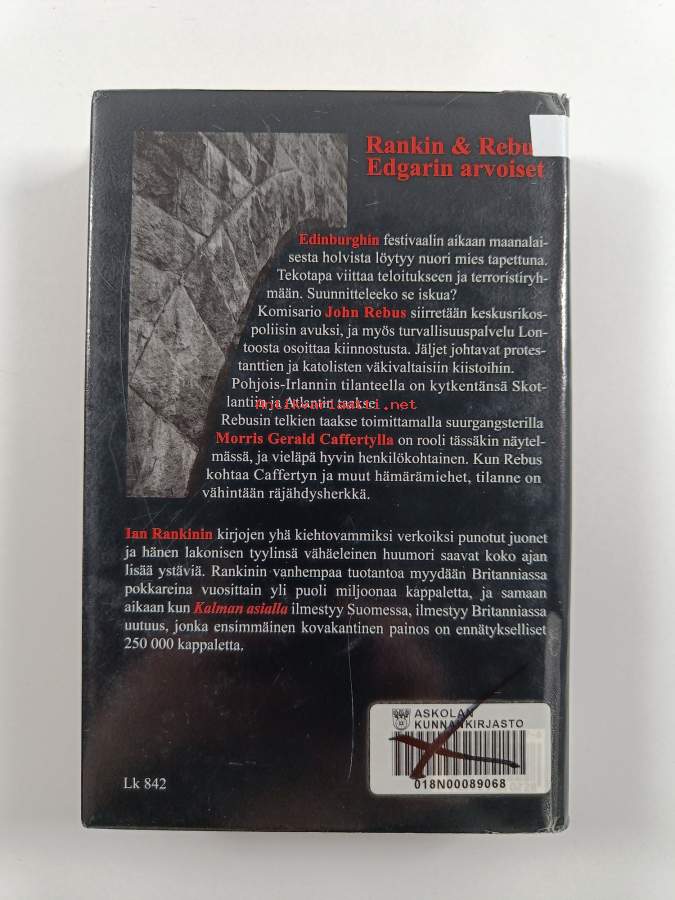 Rankin & Rebu
Edgarin arvoiset
Edinburghin festivaalin aikaan maanalai-
sesta holvista löytyy nuori mies tapettuna.
Tekotapa viittaa teloitukseen ja terroristiryh-
mään. Suunnitteleeko se iskua?
Komisario John Rebus siirretään keskusrikos-
poliisin avuksi, ja myös turvallisuuspalvelu Lon-
toosta osoittaa kiinnostusta. Jäljet johtavat protes-
tanttien ja katolisten väkivaltaisiin kiistoihin.
Pohjois-Irlannin tilanteella on kytkentänsä Skot-
lantiin ja Atlantin taakse.
antikvariaatti.net
Rebusin telkien taakse toimittamalla suurgangsterilla
Morris Gerald Caffertylla on rooli tässäkin näytel-
mässä, ja vieläpä hyvin henkilökohtainen. Kun Rebus
kohtaa Caffertyn ja muut hämärämiehet, tilanne on
vähintään räjähdysherkkä.
Ian Rankinin kirjojen yhä kiehtovammiksi verkoiksi punotut juonet
ja hänen lakonisen tyylinsä vähäeleinen huumori saavat koko ajan
lisää ystäviä. Rankinin vanhempaa tuotantoa myydään Britanniassa
pokkareina vuosittain yli puoli miljoonaa kappaletta, ja samaan
aikaan kun Kalman asialla ilmestyy Suomessa, ilmestyy Britanniassa
uutuus, jonka ensimmäinen kovakantinen painos on ennätykselliset
250 000 kappaletta.
ASKOLAN
KUNNANKIRJASTO
018N00089068
Lk 842